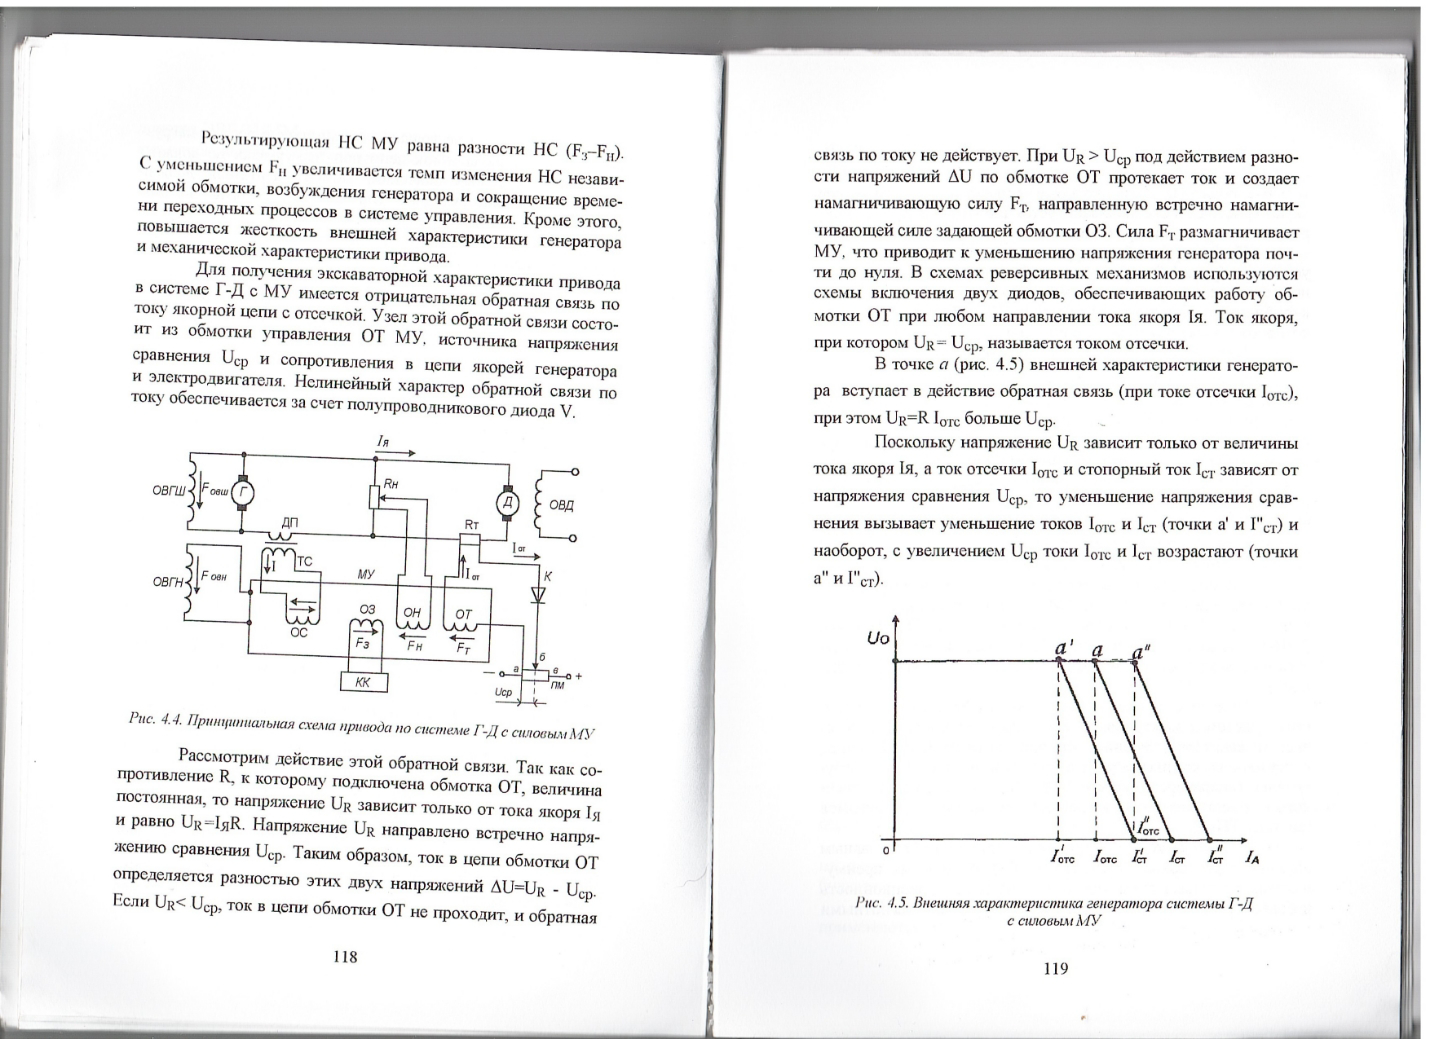 Результирующая НС МУ равна разности НС (Fз–FН).
С уменьшением FН увеличивается темп изменения НС незави-
симой обмотки, возбуждения генератора и сокращение време-
ни переходных процессов в системе управления. Кроме этого,
повышается жесткость внешней характеристики генератора
и механической характеристики привода.
Для получения экскаваторной характеристики привода
в системе Г-Д с МУ имеется отрицательная обратная связь по
току якорной цепи с отсечкой. Узел этой обратной связи состо-
ит из обмотки управления ОТ МУ, источника напряжения
сравнения Uср и сопротивления в цепи якорей генератора
и электродвигателя. Нелинейный характер обратной связи по
току обеспечивается за счет полупроводникового диода V.
Iя
ОВГШ
Fовш
Г
Rн
Д
ОВД
ДП
Rт
Iот
I
ТС
ОВГН
Fовн
МУ
Iот
К
ОЗ
ОН
ОТ
ОС
Fз
Fн
Fт
КК
а
б
в
– +
Uср
ПМ
Рис. 4.4. Принципиальная схема привода по системе Г-Д с силовым МУ
Рассмотрим действие этой обратной связи. Так как со-
противление R, к которому подключена обмотка ОТ, величина
постоянная, то напряжение UR зависит только от тока якоря IЯ
и равно UR=IЯR. Напряжение UR направлено встречно напря-
жению сравнения Uср. Таким образом, ток в цепи обмотки ОТ
определяется разностью этих двух напряжений ΔU=UR - Uср.
Если UR< Uср, ток в цепи обмотки ОТ не проходит, и обратная
118
связь по току не действует. При UR > Uср под действием разно-
сти напряжений ΔU по обмотке ОТ протекает ток и создает
намагничивающую силу FТ, направленную встречно намагни-
чивающей силе задающей обмотки ОЗ. Сила FТ размагничивает
МУ, что приводит к уменьшению напряжения генератора поч-
ти до нуля. В схемах реверсивных механизмов используются
схемы включения двух диодов, обеспечивающих работу об-
мотки ОТ при любом направлении тока якоря Iя. Ток якоря,
при котором UR= Uср, называется током отсечки.
В точке а (рис. 4.5) внешней характеристики генерато-
ра вступает в действие обратная связь (при токе отсечки Iотс),
при этом UR=R Iотс больше Uср.
Поскольку напряжение UR зависит только от величины
тока якоря Iя, а ток отсечки Iотс и стопорный ток Iст зависят от
напряжения сравнения Uср, то уменьшение напряжения срав-
нения вызывает уменьшение токов Iотс и Iст (точки a' и I"ст) и
наоборот, с увеличением Uср токи Iотс и Iст возрастают (точки
a" и I"ст).
Uo
a' a a"
I"отс
0
I'отс Iотс I'ст Iст I"ст IА
Рис. 4.5. Внешняя характеристика генератора системы Г-Д
с силовым МУ
119